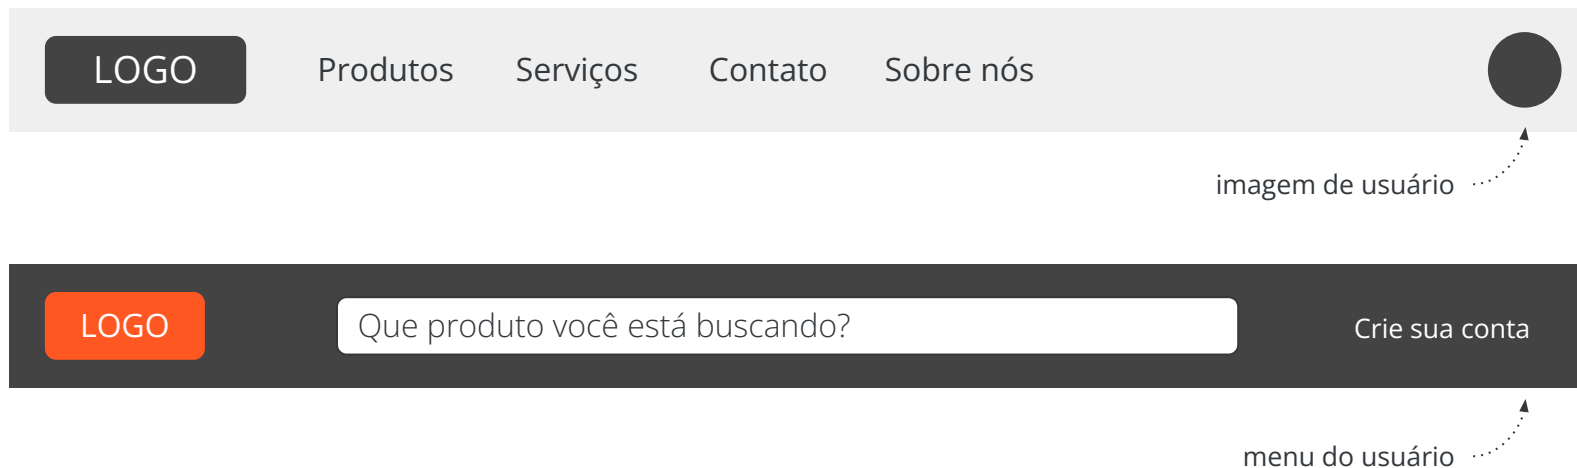 LOGO Produtos Serviços Contato Sobre nós
imagem de usuário
LOGO Que produto você está buscando? Crie sua conta
menu do usuário